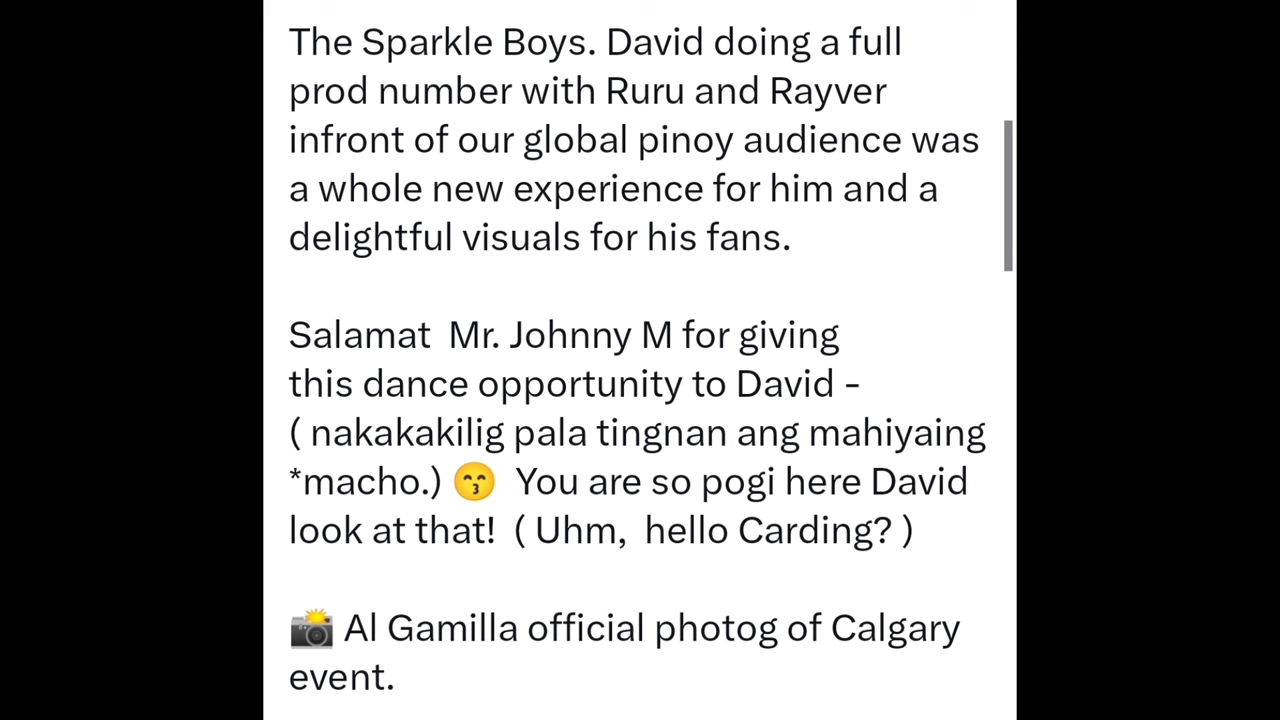 The Sparkle Boys. David doing a full
prod number with Ruru and Rayver
infront of our global pinoy audience was
a whole new experience for him and a
delightful visuals for his fans.
Salamat  Mr. Johnny M for giving
this dance opportunity to David -
( nakakakilig pala tingnan ang mahiyaing
*macho.) 😙  You are so pogi here David
look at that!  ( Uhm,  hello Carding? )
📸 Al Gamilla official photog of Calgary
event.